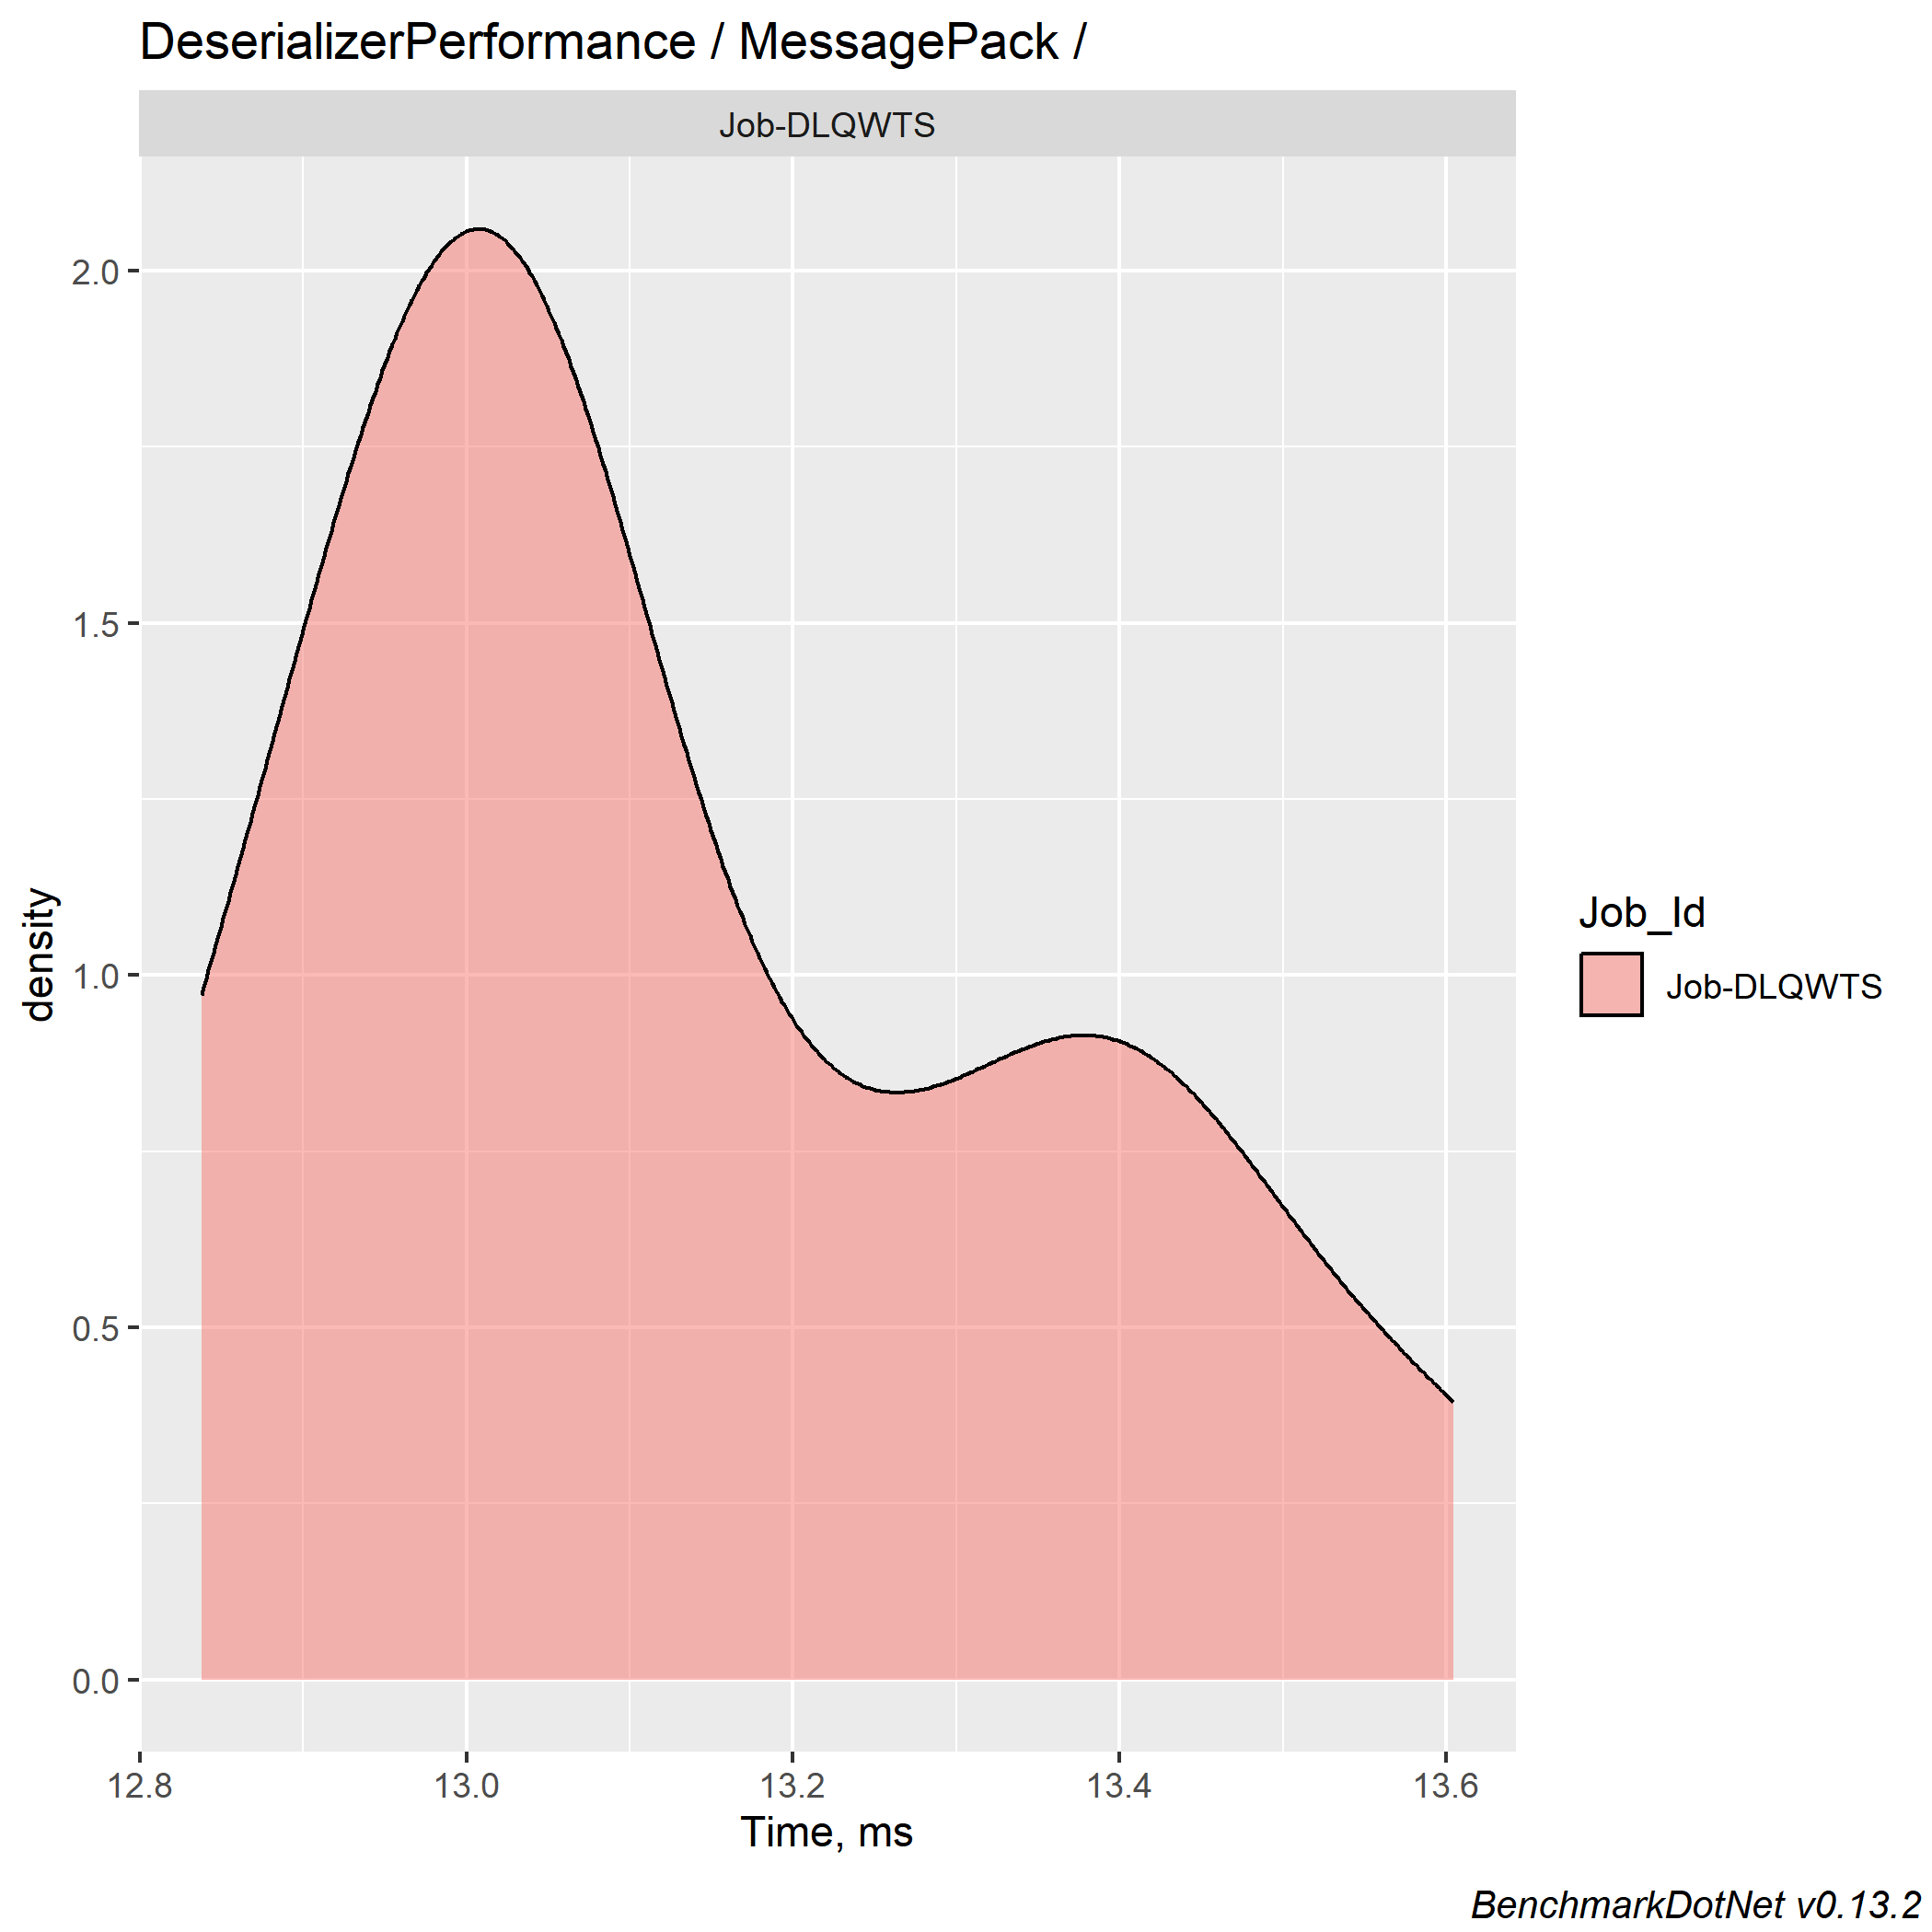 DeserializerPerformance / MessagePack /
Job-DLQWTS
2.0
1.5
1.0
0.5
0.0
density
12.8 13.0 13.2 13.4 13.6
Time, ms
Job_Id
Job-DLQWTS
BenchmarkDotNet v0.13.2